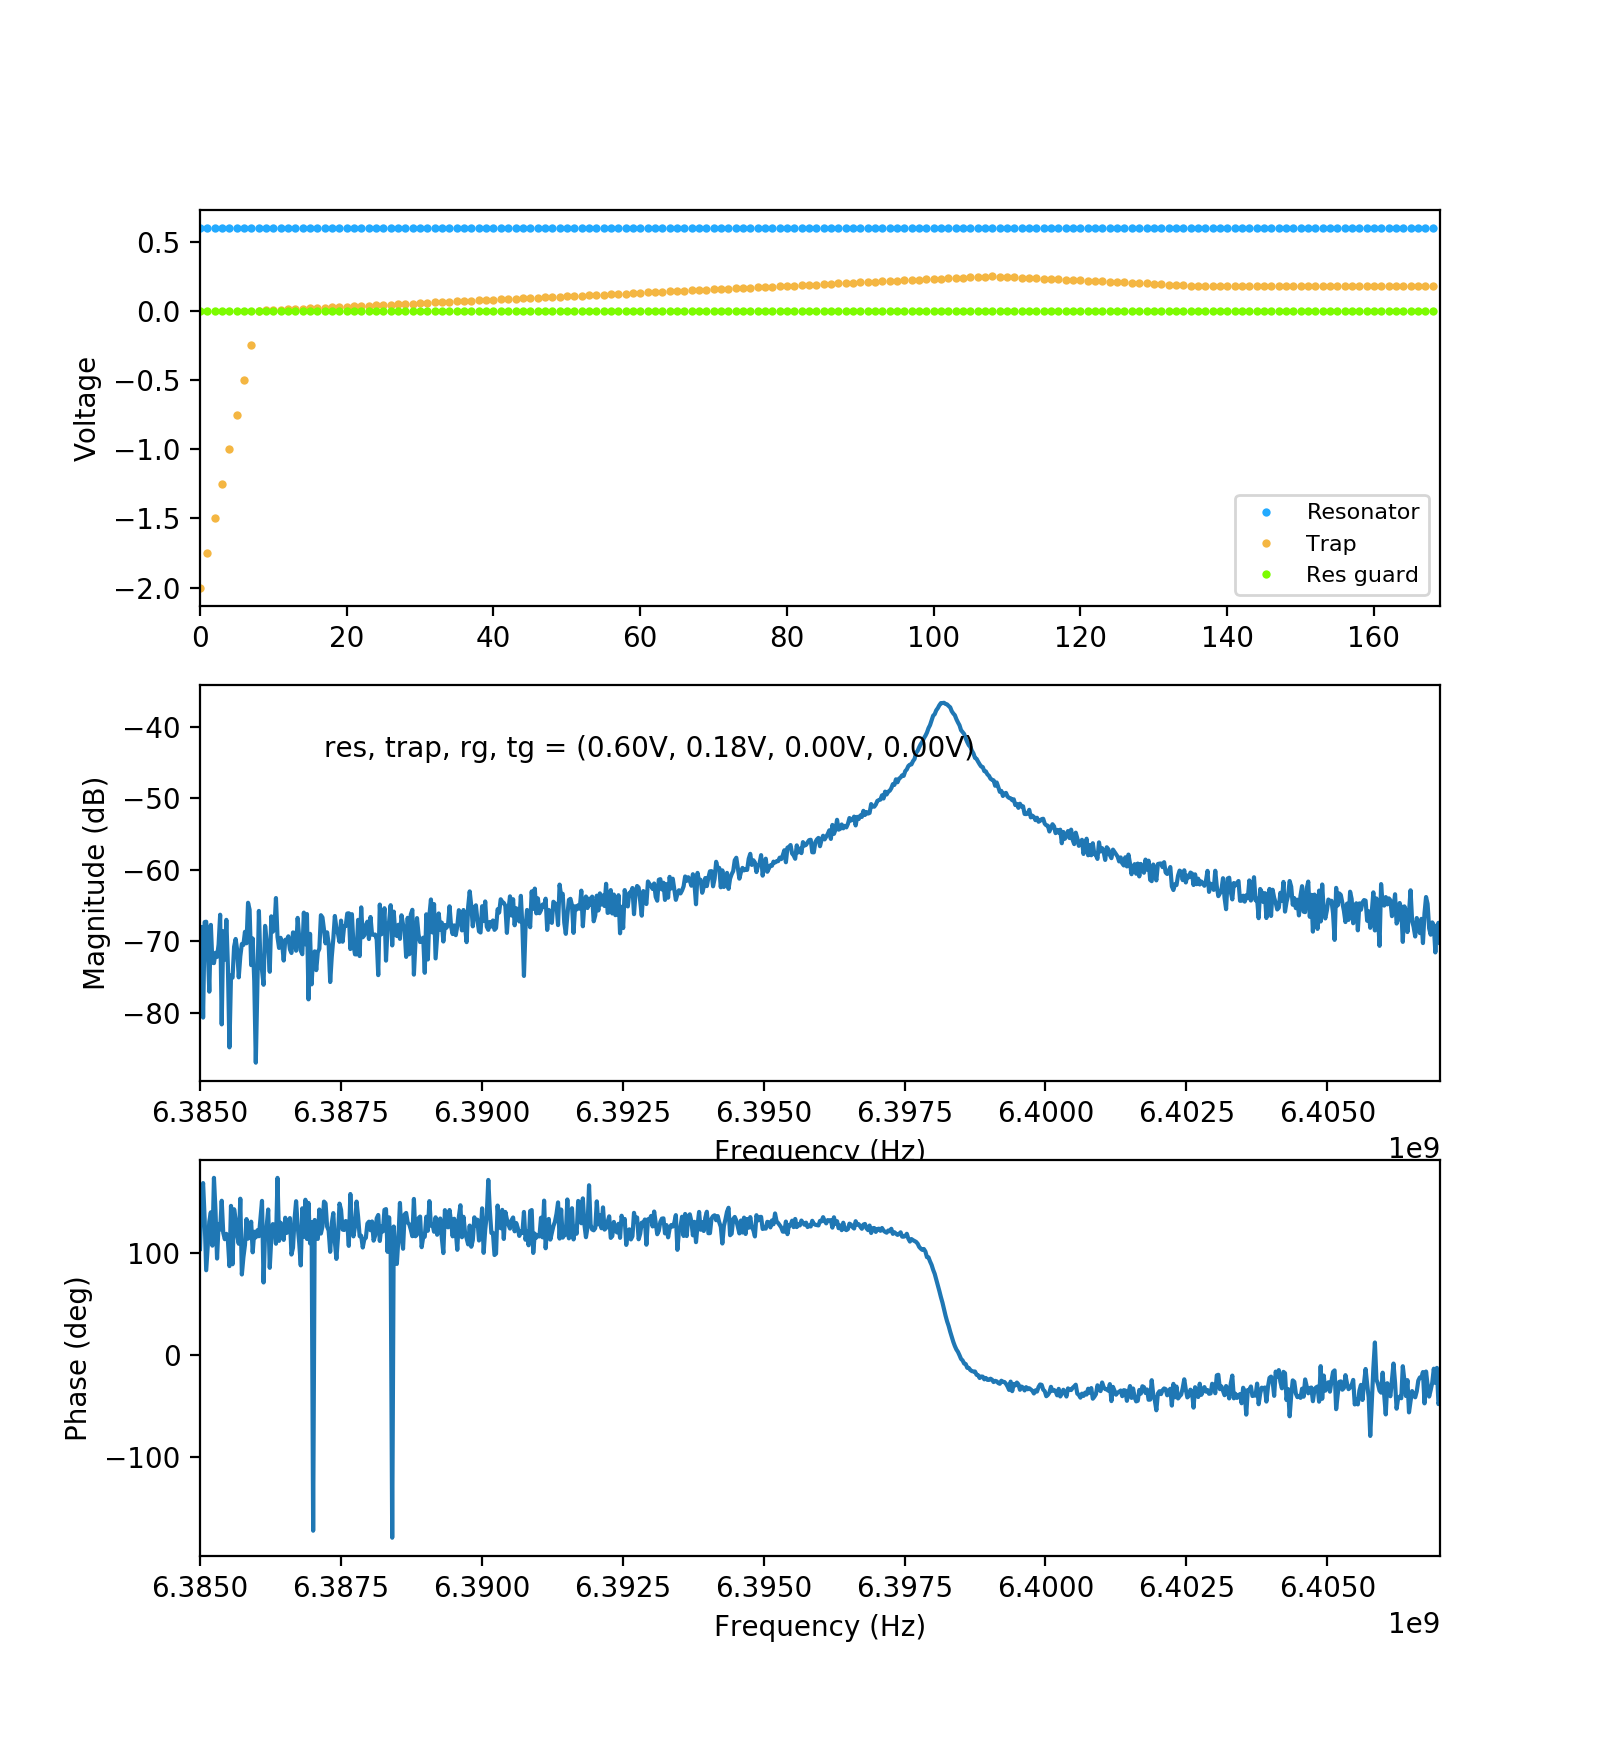 0.5
0.0
−0.5
−1.0
−1.5
−2.0
Voltage
Resonator
Trap
Res guard
0 20 40 60 80 100 120 140 160
−40
−50
−60
−70
−80
Magnitude (dB)
res, trap, rg, tg = (0.60V, 0.18V, 0.00V, 0.00V)
6.3850 6.3875 6.3900 6.3925 6.3950 6.3975 6.4000 6.4025 6.4050
1e9
Frequency (Hz)
100
0
−100
Phase (deg)
6.3850 6.3875 6.3900 6.3925 6.3950 6.3975 6.4000 6.4025 6.4050
1e9
Frequency (Hz)